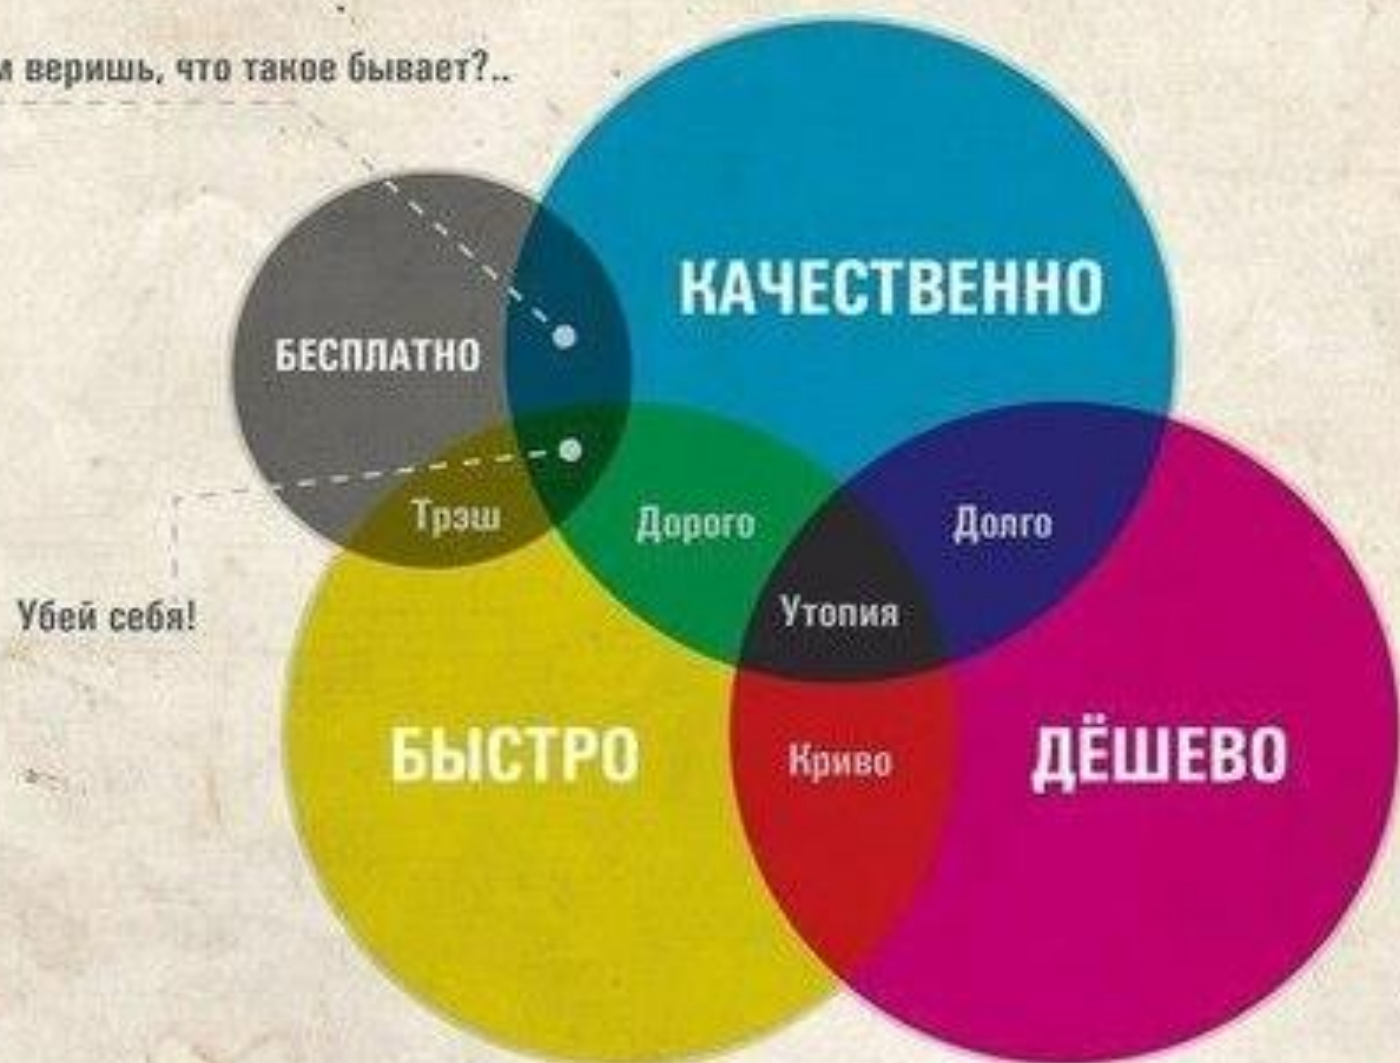 м веришь, что такое бывает?..
КАЧЕСТВЕННО
БЕСПЛАТНО
Трэш
Дорого
Долго
Утопия
Убей себя!
БЫСТРО
Криво
ДЁШЕВО